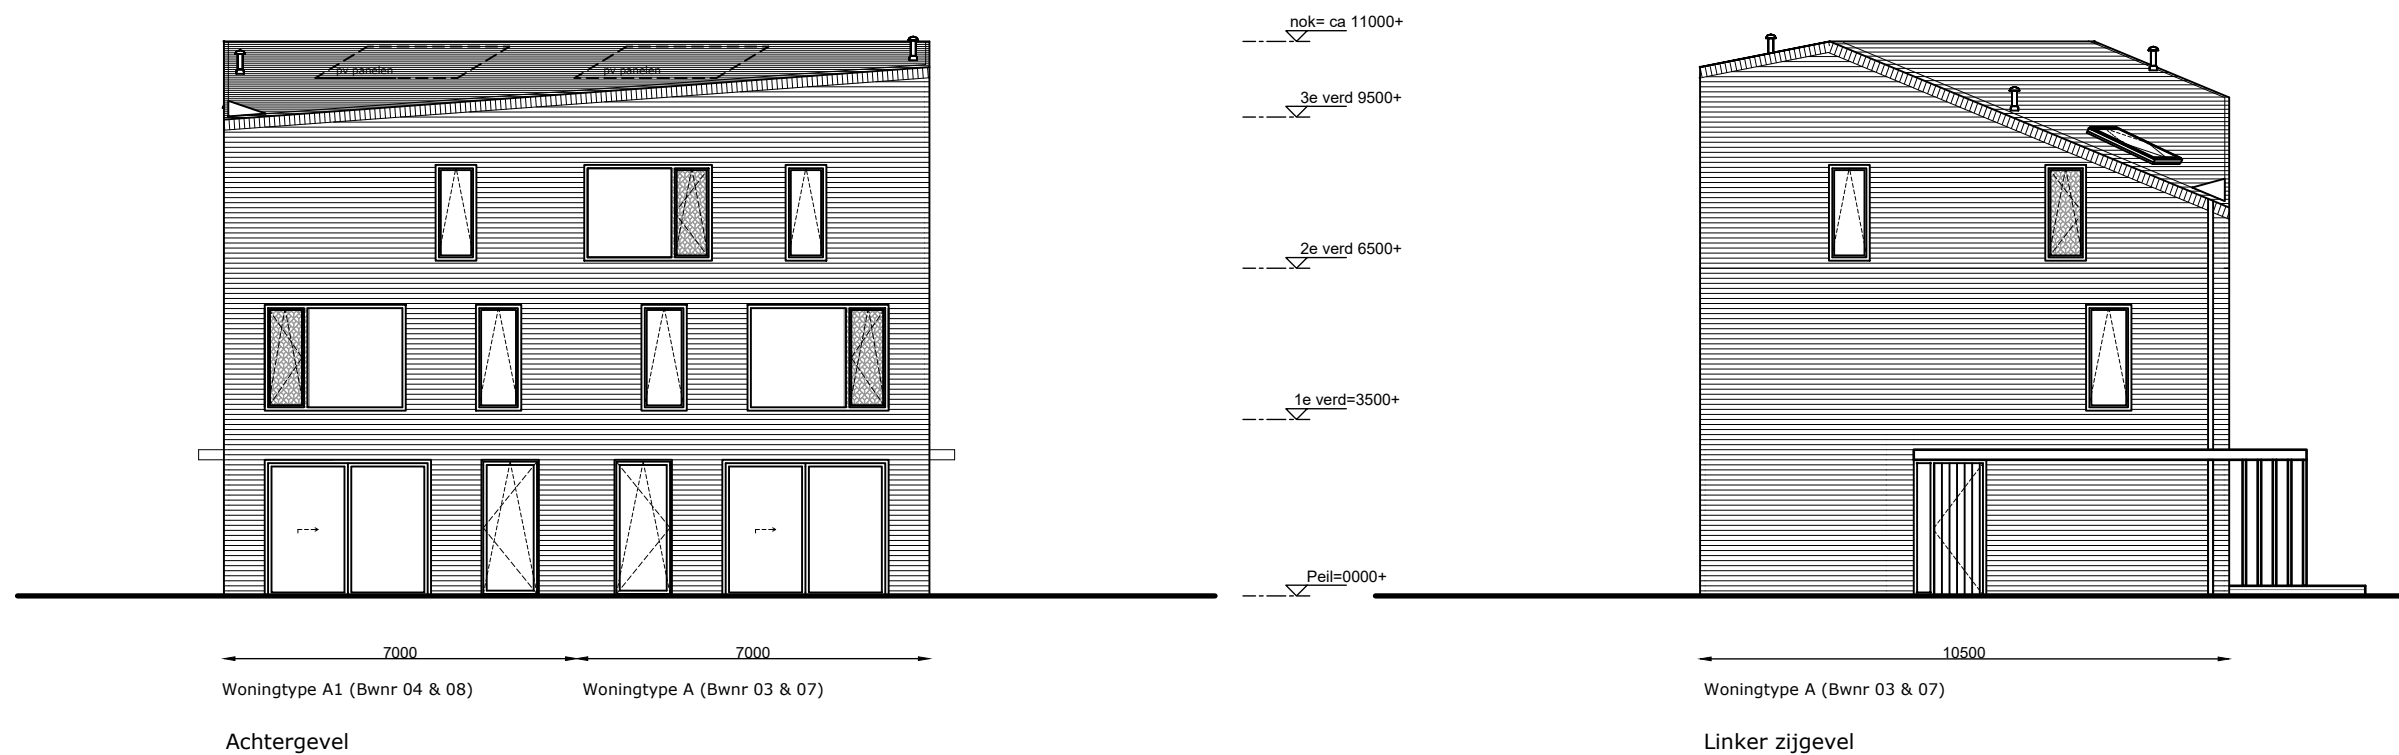 nok= ca 11000+
pv panelen
pv panelen
3e verd 9500+
2e verd 6500+
1e verd=3500+
Peil=0000+
7000
7000
10500
Woningtype A1 (Bwnr 04 & 08)
Woningtype A (Bwnr 03 & 07)
Woningtype A (Bwnr 03 & 07)
Achtergevel
Linker zijgevel